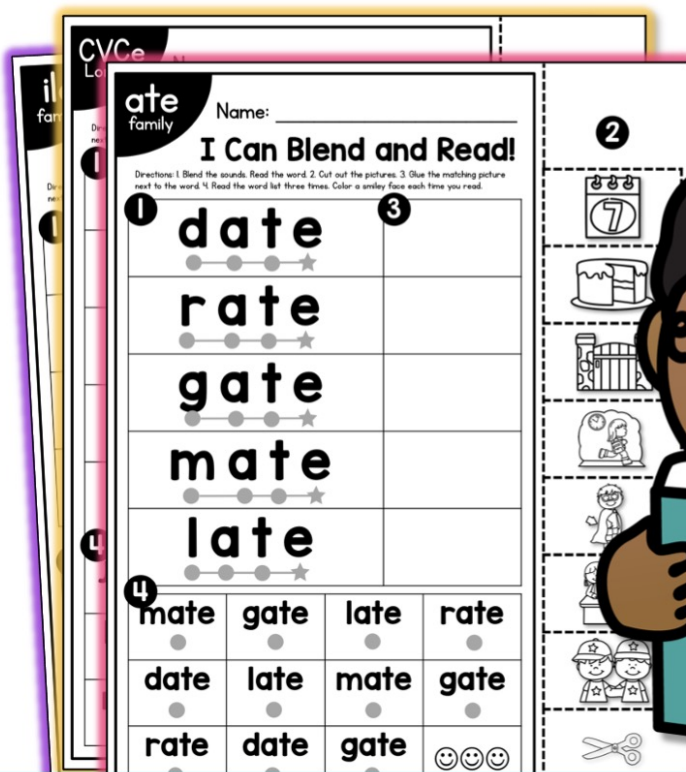 CVCe
ate
family
Name:
I Can Blend and Read!
Directions: 1. Blend the sounds. Read the word. 2. Cut out the pictures. 3. Glue the matching picture
next to the word. 4. Read the word list three times. Color a smiley face each time you read.
1
3
2
date
7
rate
gate
mate
late
4
mate gate late rate
date late mate gate
rate date gate